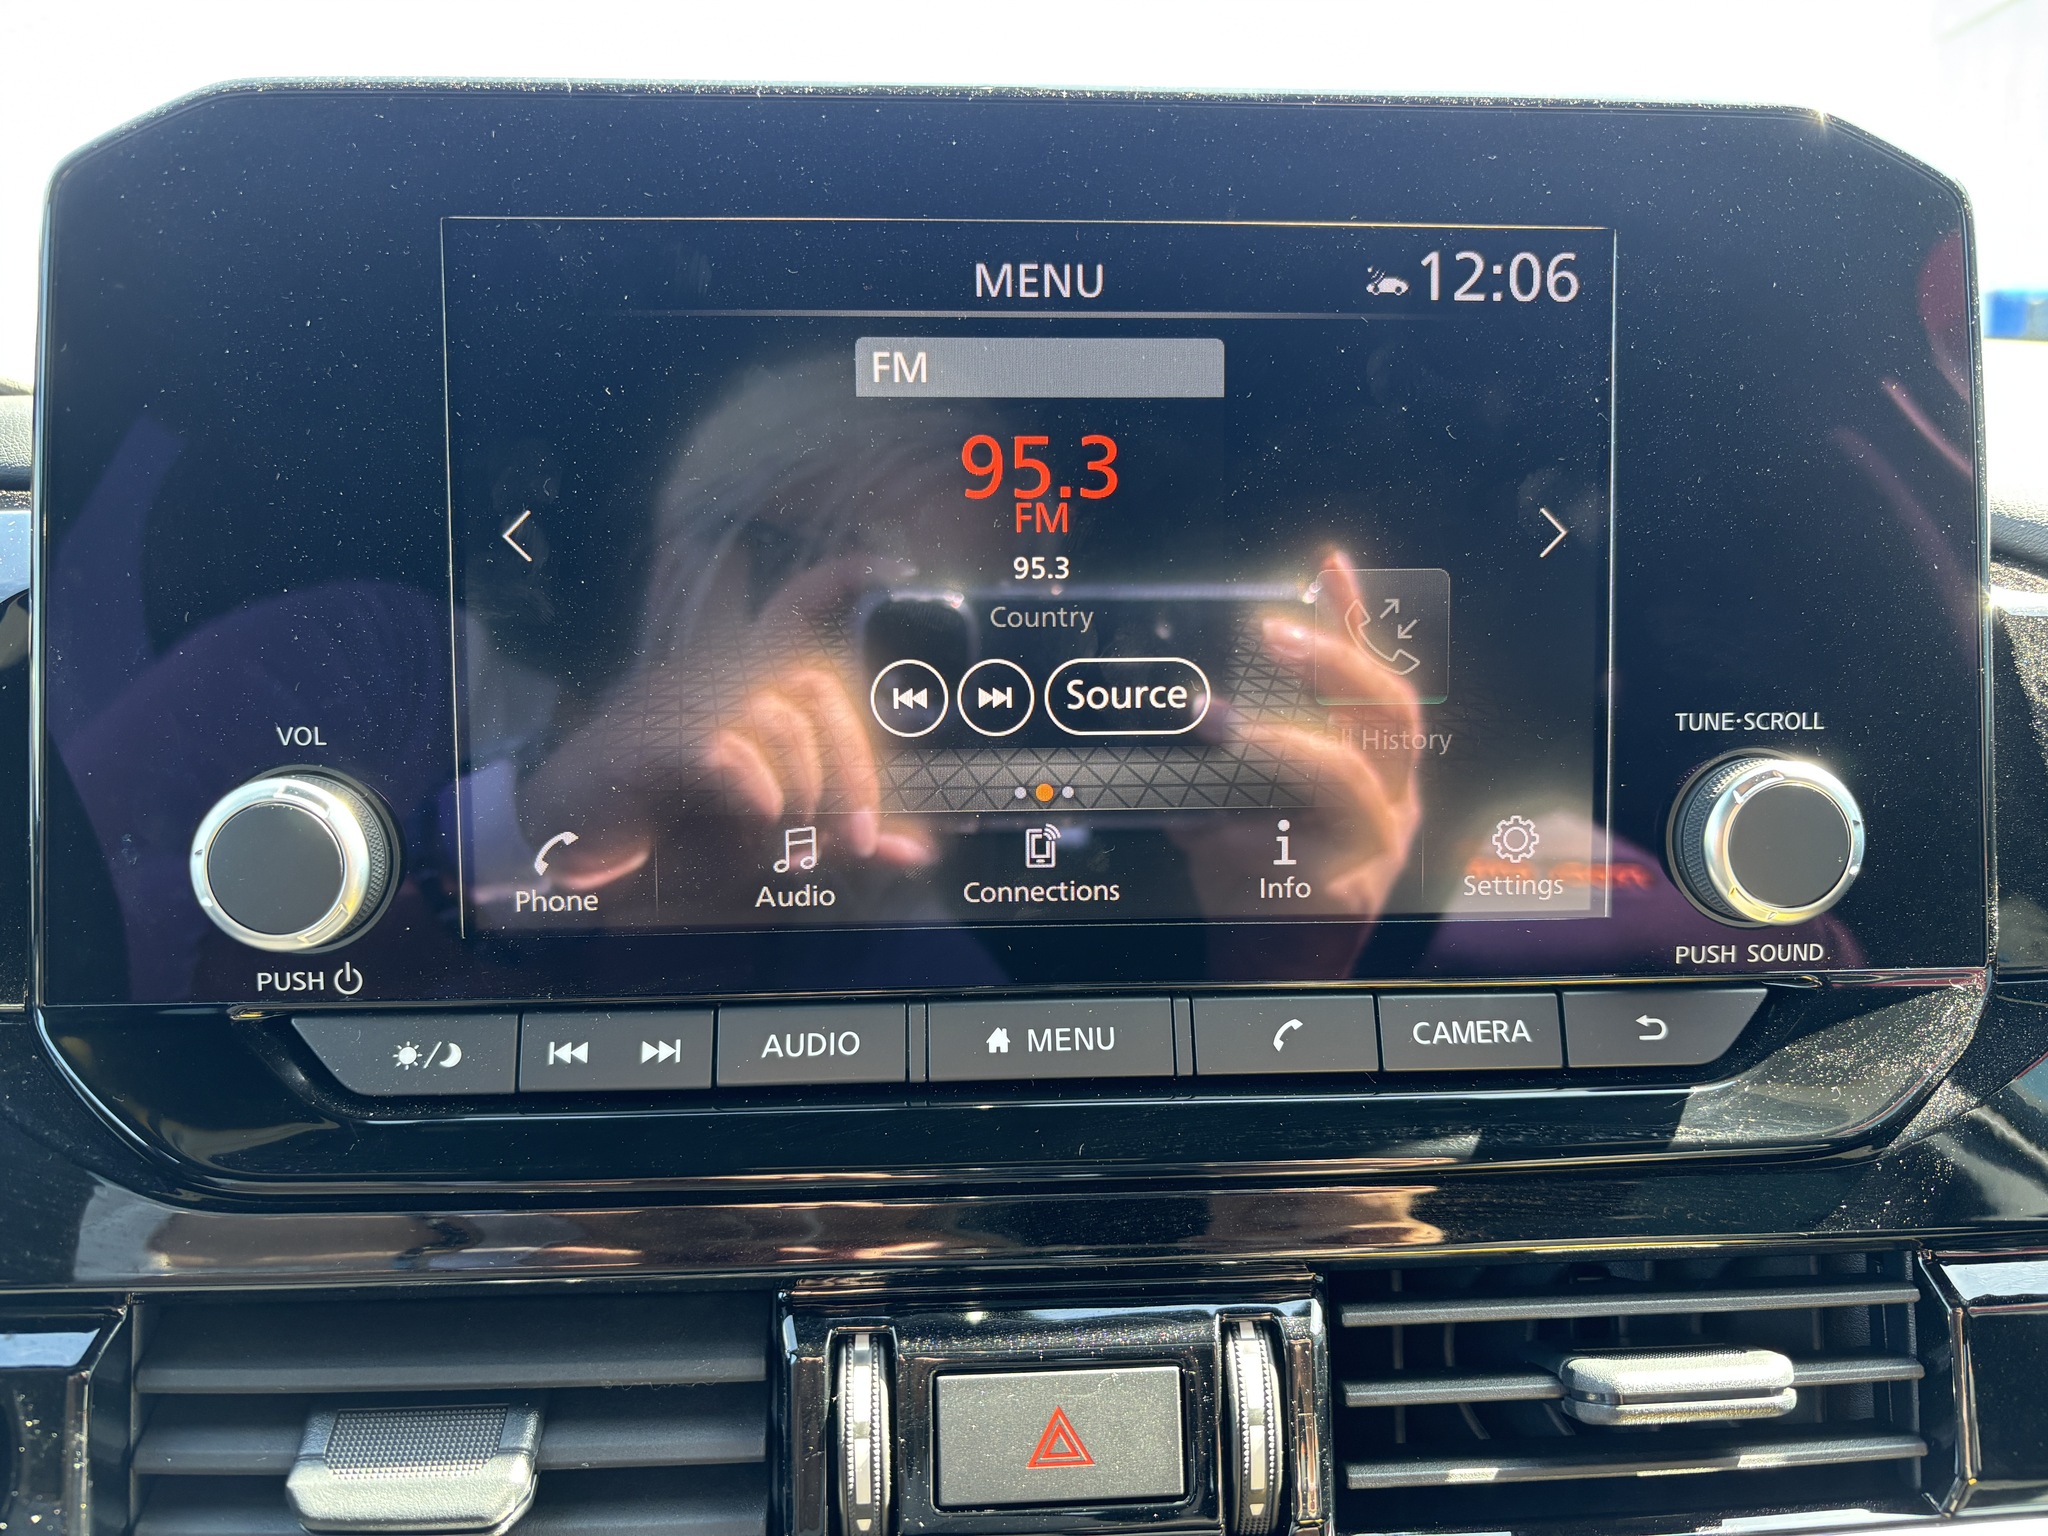 MENU
12:06
FM
95.3
FM
95.3
Country
Source
Call History
Phone
Audio
Connections
Info
Settings
VOL
PUSH
TUNE·SCROLL
PUSH SOUND
AUDIO
MENU
CAMERA